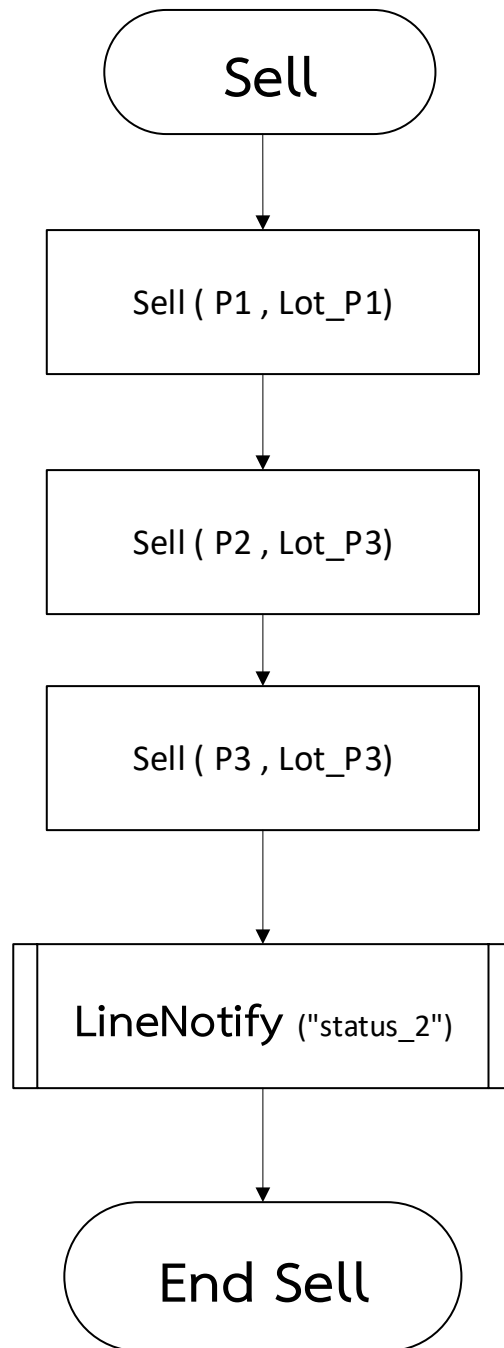 Sell
Sell ( P1 , Lot_P1)
Sell ( P2 , Lot_P3)
Sell ( P3 , Lot_P3)
LineNotify ("status_2")
End Sell